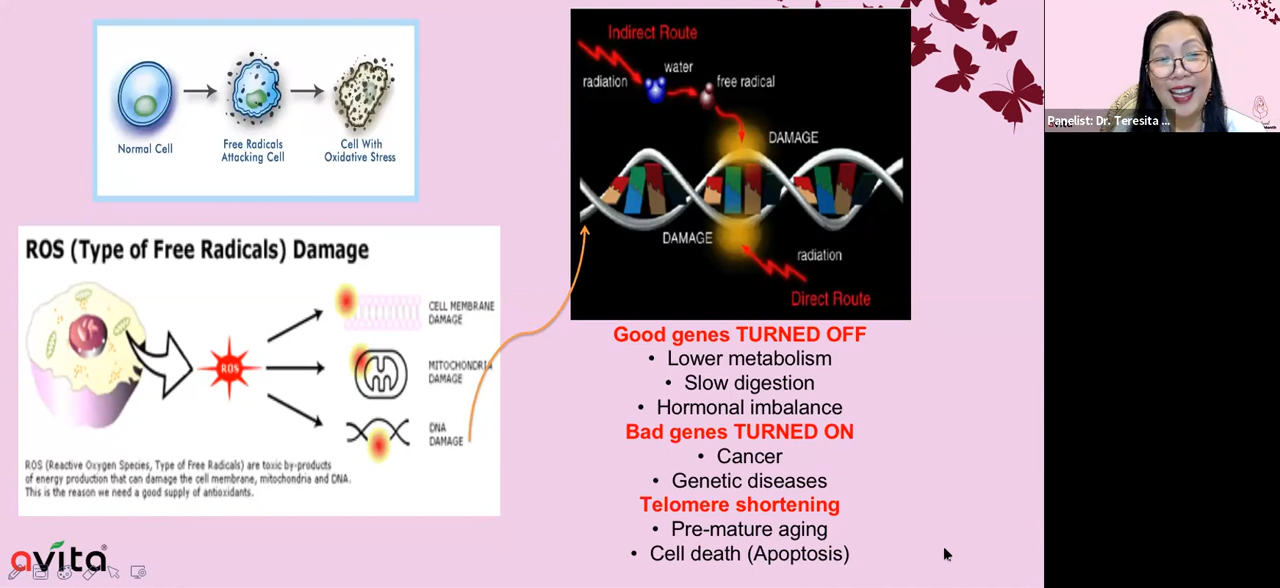 Normal Cell
Free Radicals
Attacking Cell
Cell With
Oxidative Stress
ROS (Type of Free Radicals) Damage
ROS
CELL MEMBRANE
DAMAGE
MITOCHONDRIA
DAMAGE
DNA
DAMAGE
ROS (Reactive Oxygen Species, Type of Free Radicals) are toxic by-products
of energy production that can damage the cell membrane, mitochondria and DNA.
This is the reason we need a good supply of antioxidants.
avita®
Indirect Route
radiation
water
free radical
DAMAGE
DAMAGE
radiation
Direct Route
Good genes TURNED OFF
• Lower metabolism
• Slow digestion
• Hormonal imbalance
Bad genes TURNED ON
• Cancer
• Genetic diseases
Telomere shortening
• Pre-mature aging
• Cell death (Apoptosis)
Panelist: Dr. Teresita ...